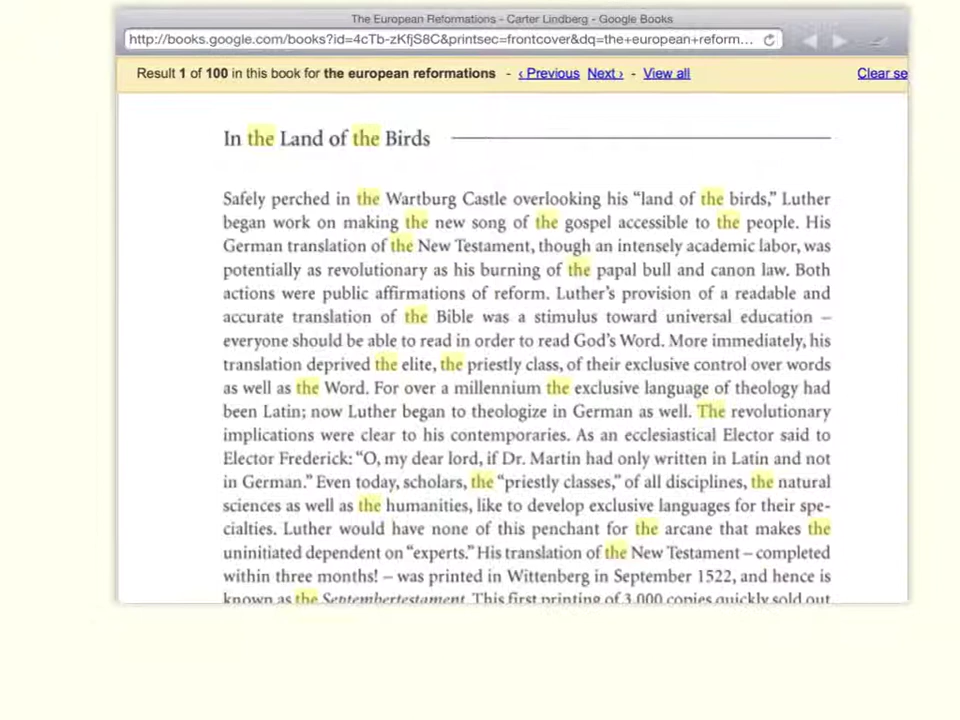 The European Reformations - Carter Lindberg - Google Books
http://books.google.com/books?id=4cTb-zKfjS8C&printsec=frontcover&dq=the+european+reform...
Result 1 of 100 in this book for the european reformations - ‹ Previous Next › - View all Clear se
In the Land of the Birds
Safely perched in the Wartburg Castle overlooking his “land of the birds,” Luther
began work on making the new song of the gospel accessible to the people. His
German translation of the New Testament, though an intensely academic labor, was
potentially as revolutionary as his burning of the papal bull and canon law. Both
actions were public affirmations of reform. Luther’s provision of a readable and
accurate translation of the Bible was a stimulus toward universal education –
everyone should be able to read in order to read God’s Word. More immediately, his
translation deprived the elite, the priestly class, of their exclusive control over words
as well as the Word. For over a millennium the exclusive language of theology had
been Latin; now Luther began to theologize in German as well. The revolutionary
implications were clear to his contemporaries. As an ecclesiastical Elector said to
Elector Frederick: “O, my dear lord, if Dr. Martin had only written in Latin and not
in German.” Even today, scholars, the “priestly classes,” of all disciplines, the natural
sciences as well as the humanities, like to develop exclusive languages for their spe-
cialties. Luther would have none of this penchant for the arcane that makes the
uninitiated dependent on “experts.” His translation of the New Testament – completed
within three months! – was printed in Wittenberg in September 1522, and hence is
known as the Septembertestament. This first printing of 3,000 copies quickly sold out